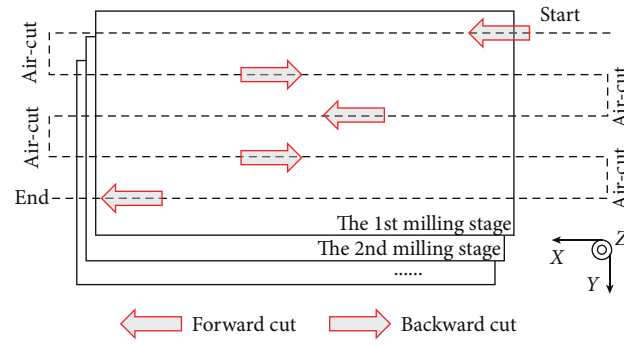 Start
Air-cut
Air-cut
Air-cut
Air-cut
End
The 1st milling stage
The 2nd milling stage
......
X
Y
Z
Forward cut
Backward cut